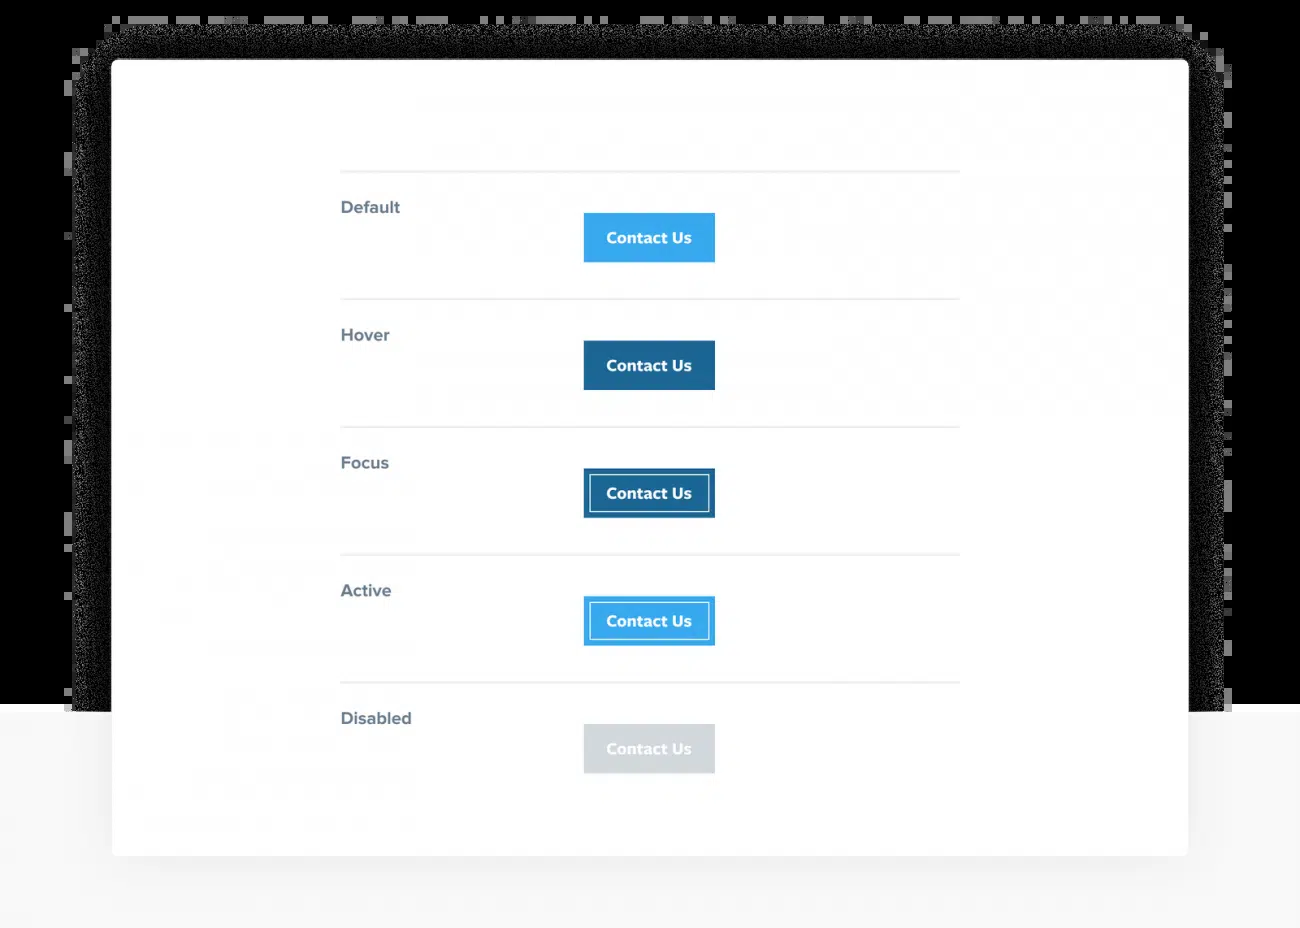 Default
Contact Us
Hover
Contact Us
Focus
Contact Us
Active
Contact Us
Disabled
Contact Us